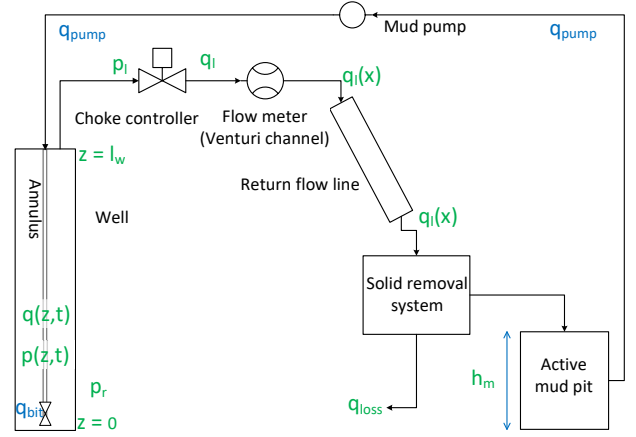 q_pump
Mud pump
q_pump
p_l
q_l
q_l(x)
Choke controller
Flow meter
(Venturi channel)
z = l_w
Return flow line
Annulus
Well
q_l(x)
Solid removal
system
q(z,t)
p(z,t)
h_m
Active
mud pit
p_r
q_bit
z = 0
q_loss